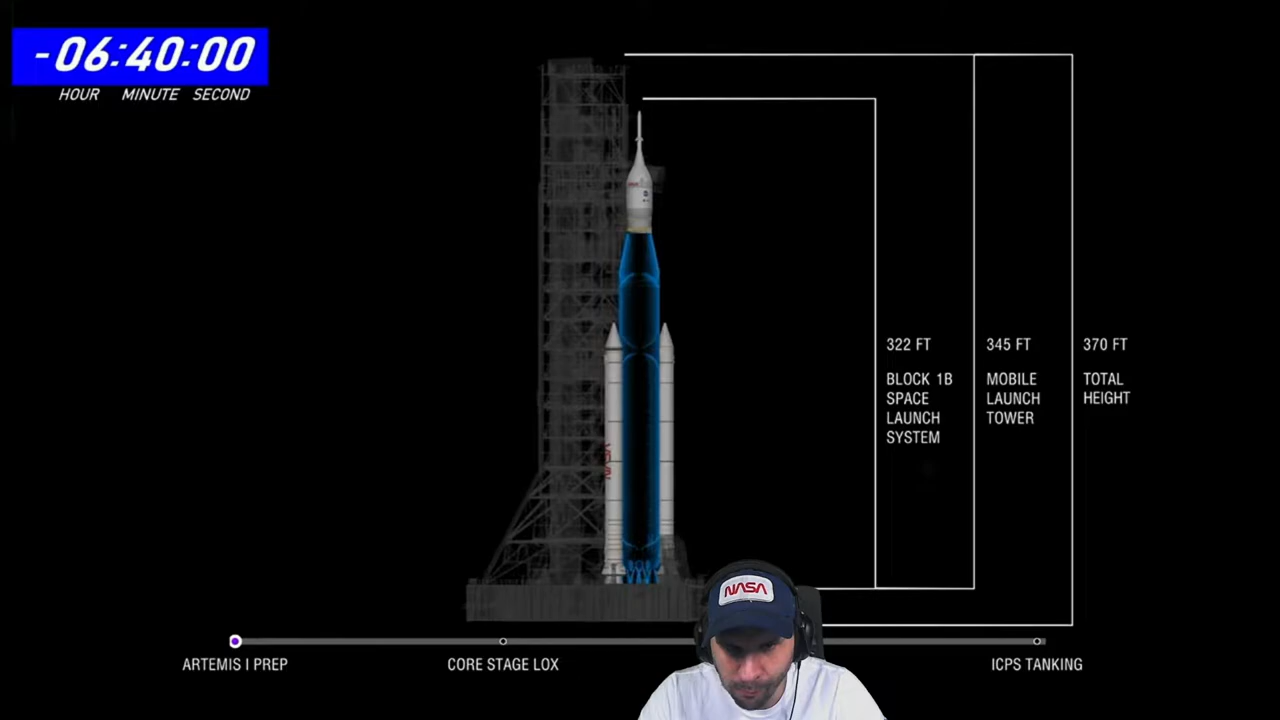 -06:40:00
HOUR MINUTE SECOND
322 FT
BLOCK 1B
SPACE
LAUNCH
SYSTEM
345 FT
MOBILE
LAUNCH
TOWER
370 FT
TOTAL
HEIGHT
NASA
ARTEMIS I PREP
CORE STAGE LOX
ICPS TANKING